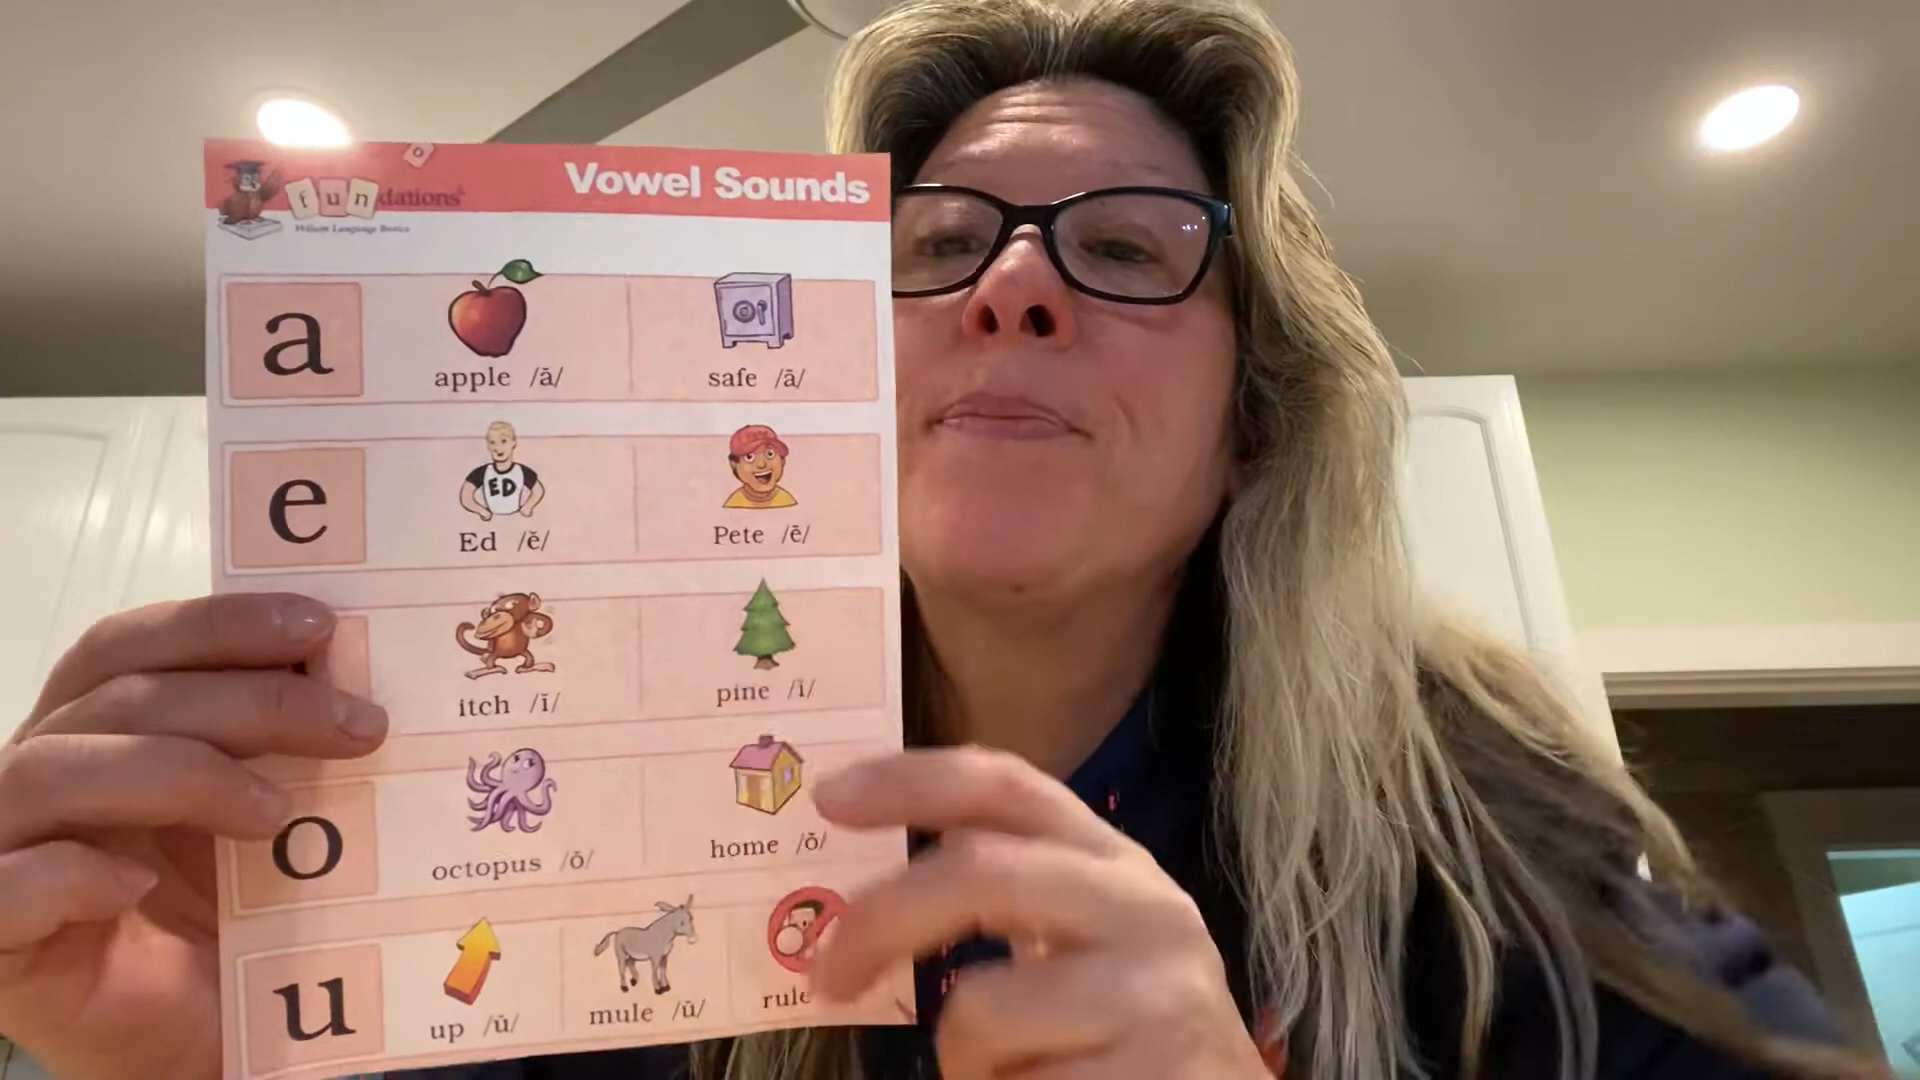 o
Vowel Sounds
fundations
Wilson Language Basics
a
apple /ă/
safe /ā/
e
ED
Ed /ĕ/
Pete /ē/
itch /ĭ/
pine /ī/
o
octopus /ŏ/
home /ō/
u
up /ŭ/
mule /ū/
rule